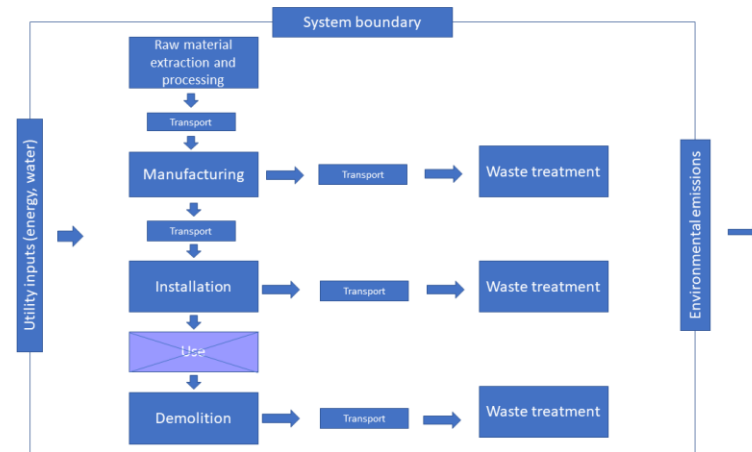 System boundary
Raw material
extraction and
processing
Transport
Manufacturing
Transport
Waste treatment
Transport
Installation
Transport
Waste treatment
Use
Demolition
Transport
Waste treatment
Utility inputs (energy, water)
Environmental emissions